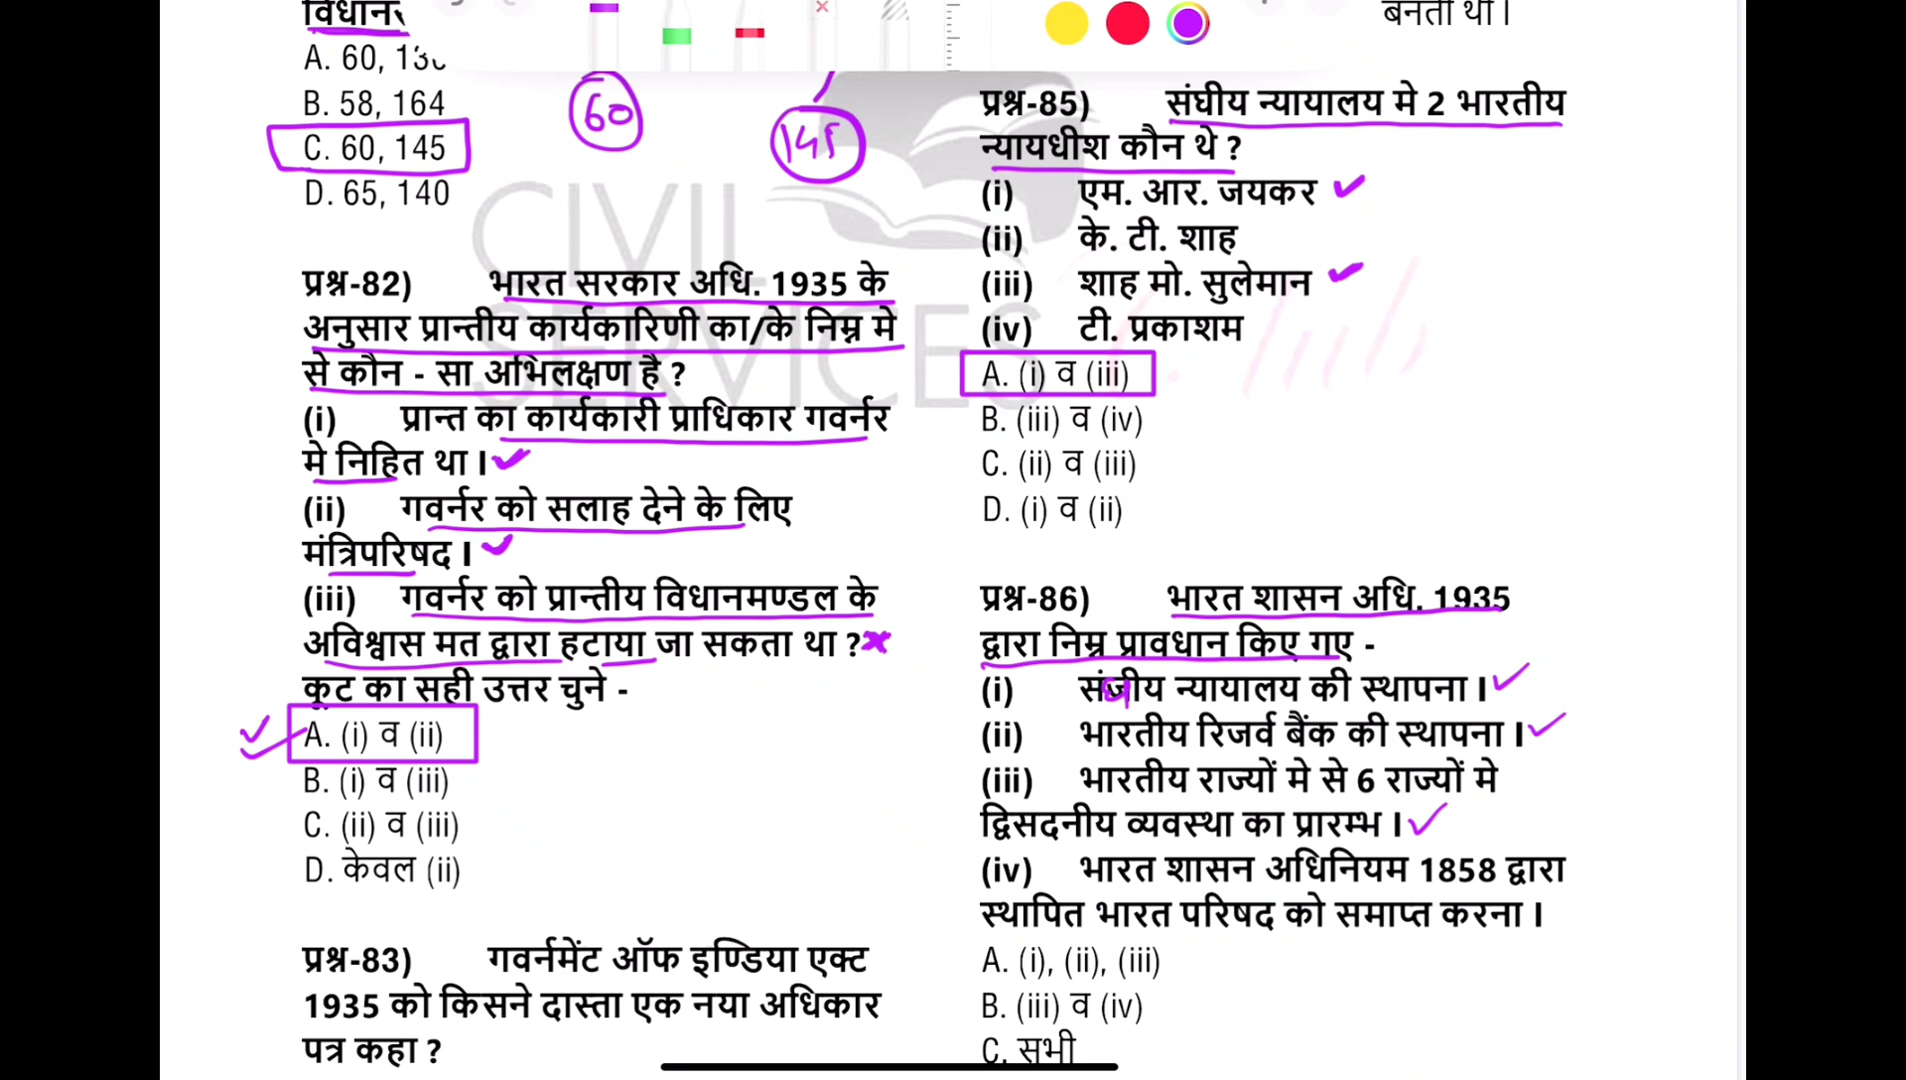 विधान
A. 60, 13
B. 58, 164
C. 60, 145
D. 65, 140
60
145
CIVIL
SERVICES
प्रश्न-82) भारत सरकार अधि. 1935 के
अनुसार प्रान्तीय कार्यकारिणी का/के निम्न मे
से कौन - सा अभिलक्षण है ?
(i) प्रान्त का कार्यकारी प्राधिकार गवर्नर
मे निहित था ।
(ii) गवर्नर को सलाह देने के लिए
मंत्रिपरिषद ।
(iii) गवर्नर को प्रान्तीय विधानमण्डल के
अविश्वास मत द्वारा हटाया जा सकता था ?
कूट का सही उत्तर चुने -
A. (i) व (ii)
B. (i) व (iii)
C. (ii) व (iii)
D. केवल (ii)
प्रश्न-83) गवर्नमेंट ऑफ इण्डिया एक्ट
1935 को किसने दास्ता एक नया अधिकार
पत्र कहा ?
बनती थी ।
प्रश्न-85) संघीय न्यायालय मे 2 भारतीय
न्यायधीश कौन थे ?
(i) एम. आर. जयकर
(ii) के. टी. शाह
(iii) शाह मो. सुलेमान
(iv) टी. प्रकाशम
A. (i) व (iii)
B. (iii) व (iv)
C. (ii) व (iii)
D. (i) व (ii)
प्रश्न-86) भारत शासन अधि. 1935
द्वारा निम्न प्रावधान किए गए -
(i) संघीय न्यायालय की स्थापना ।
(ii) भारतीय रिजर्व बैंक की स्थापना ।
(iii) भारतीय राज्यों मे से 6 राज्यों मे
द्विसदनीय व्यवस्था का प्रारम्भ ।
(iv) भारत शासन अधिनियम 1858 द्वारा
स्थापित भारत परिषद को समाप्त करना ।
A. (i), (ii), (iii)
B. (iii) व (iv)
C. सभी